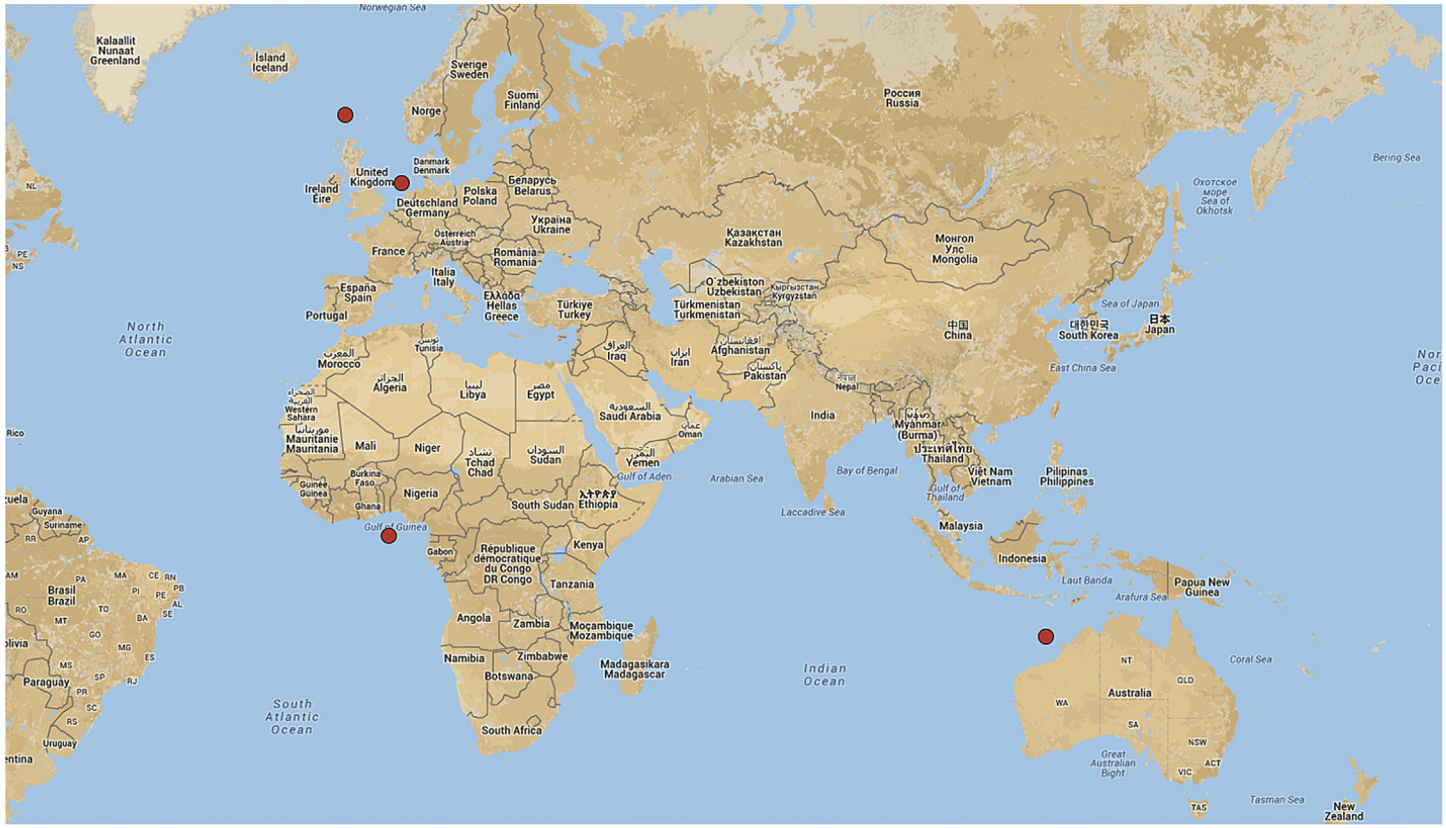 Norwegian Sea
Kalaallit
Nunaat
Greenland
Ísland
Iceland
Sverige
Sweden
Suomi
Finland
Norge
Россия
Russia
Bering Sea
Охотское
море
Sea of
Okhotsk
NL
Danmark
Denmark
United
Kingdom
Ireland
Éire
Беларусь
Belarus
Polska
Poland
Deutschland
Germany
Україна
Ukraine
Österreich
Austria
France
România
Romania
Қазақстан
Kazakhstan
Монгол
Улс
Mongolia
PE
NS
Italia
Italy
España
Spain
Portugal
Ελλάδα
Hellas
Greece
Türkiye
Turkey
O`zbekiston
Uzbekistan
Кыргызстан
Kyrgyzstan
Türkmenistan
Turkmenistan
Sea of Japan
日本
Japan
대한민국
South Korea
中国
China
North
Atlantic
Ocean
تونس
Tunisia
المغرب
Morocco
العراق
Iraq
ایران
Iran
افغانستان
Afghanistan
پاکستان
Pakistan
नेपाल
Nepal
East China Sea
Nor
Paci
Oce
الجزائر
Algeria
ليبيا
Libya
مصر
Egypt
السعودية
Saudi Arabia
عمان
Oman
India
Myanmar
(Burma)
الصحراء
الغربية
Western
Sahara
موريتانيا
Mauritanie
Mauritania
Mali
Niger
تشاد
Tchad
Chad
السودان
Sudan
اليمن
Yemen
Gulf of Aden
Arabian Sea
Bay of Bengal
ประเทศไทย
Thailand
Việt Nam
Vietnam
Pilipinas
Philippines
Rico
Burkina
Faso
Guinée
Guinea
Ghana
Nigeria
South Sudan
ኢትዮጵያ
Ethiopia
Gulf of
Thailand
Laccadive Sea
Malaysia
Indonesia
zuela
Guyana
Suriname
RR
AP
Gulf of Guinea
Gabon
République
démocratique
du Congo
DR Congo
Kenya
Tanzania
Laut Banda
Arafura Sea
Papua New
Guinea
AM
PA
MA
CE
RN
PB
PI
PE
AL
SE
Brasil
Brazil
RO
TO
BA
MT
GO
MG
ES
MS
SP
RJ
PR
SC
RS
olivia
Paraguay
Uruguay
entina
Angola
Zambia
Moçambique
Mozambique
Namibia
Zimbabwe
Botswana
Madagasikara
Madagascar
South Africa
South
Atlantic
Ocean
Indian
Ocean
NT
QLD
Australia
WA
SA
NSW
ACT
VIC
TAS
Coral Sea
Great
Australian
Bight
Tasman Sea
New
Zealand